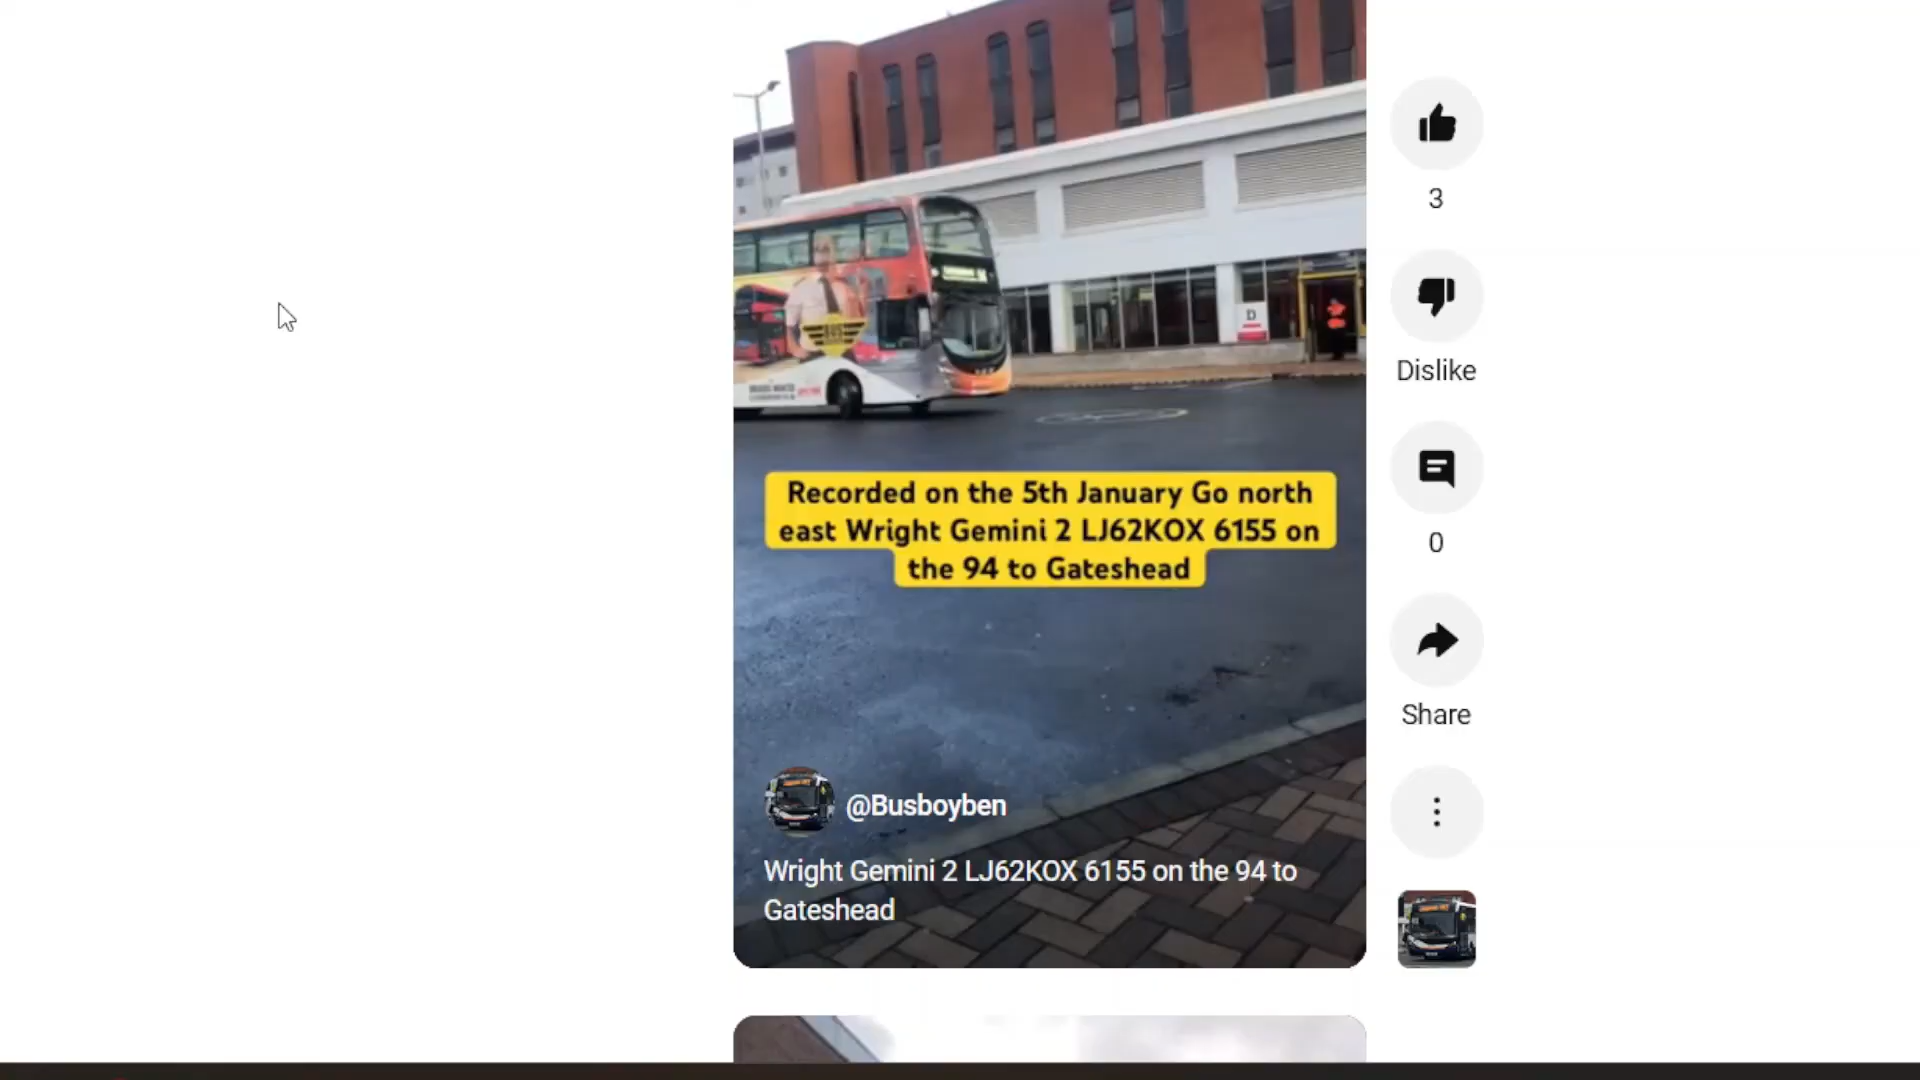 BUS
D
3
Dislike
Recorded on the 5th January Go north
east Wright Gemini 2 LJ62KOX 6155 on
the 94 to Gateshead
0
Share
@Busboyben
Wright Gemini 2 LJ62KOX 6155 on the 94 to
Gateshead